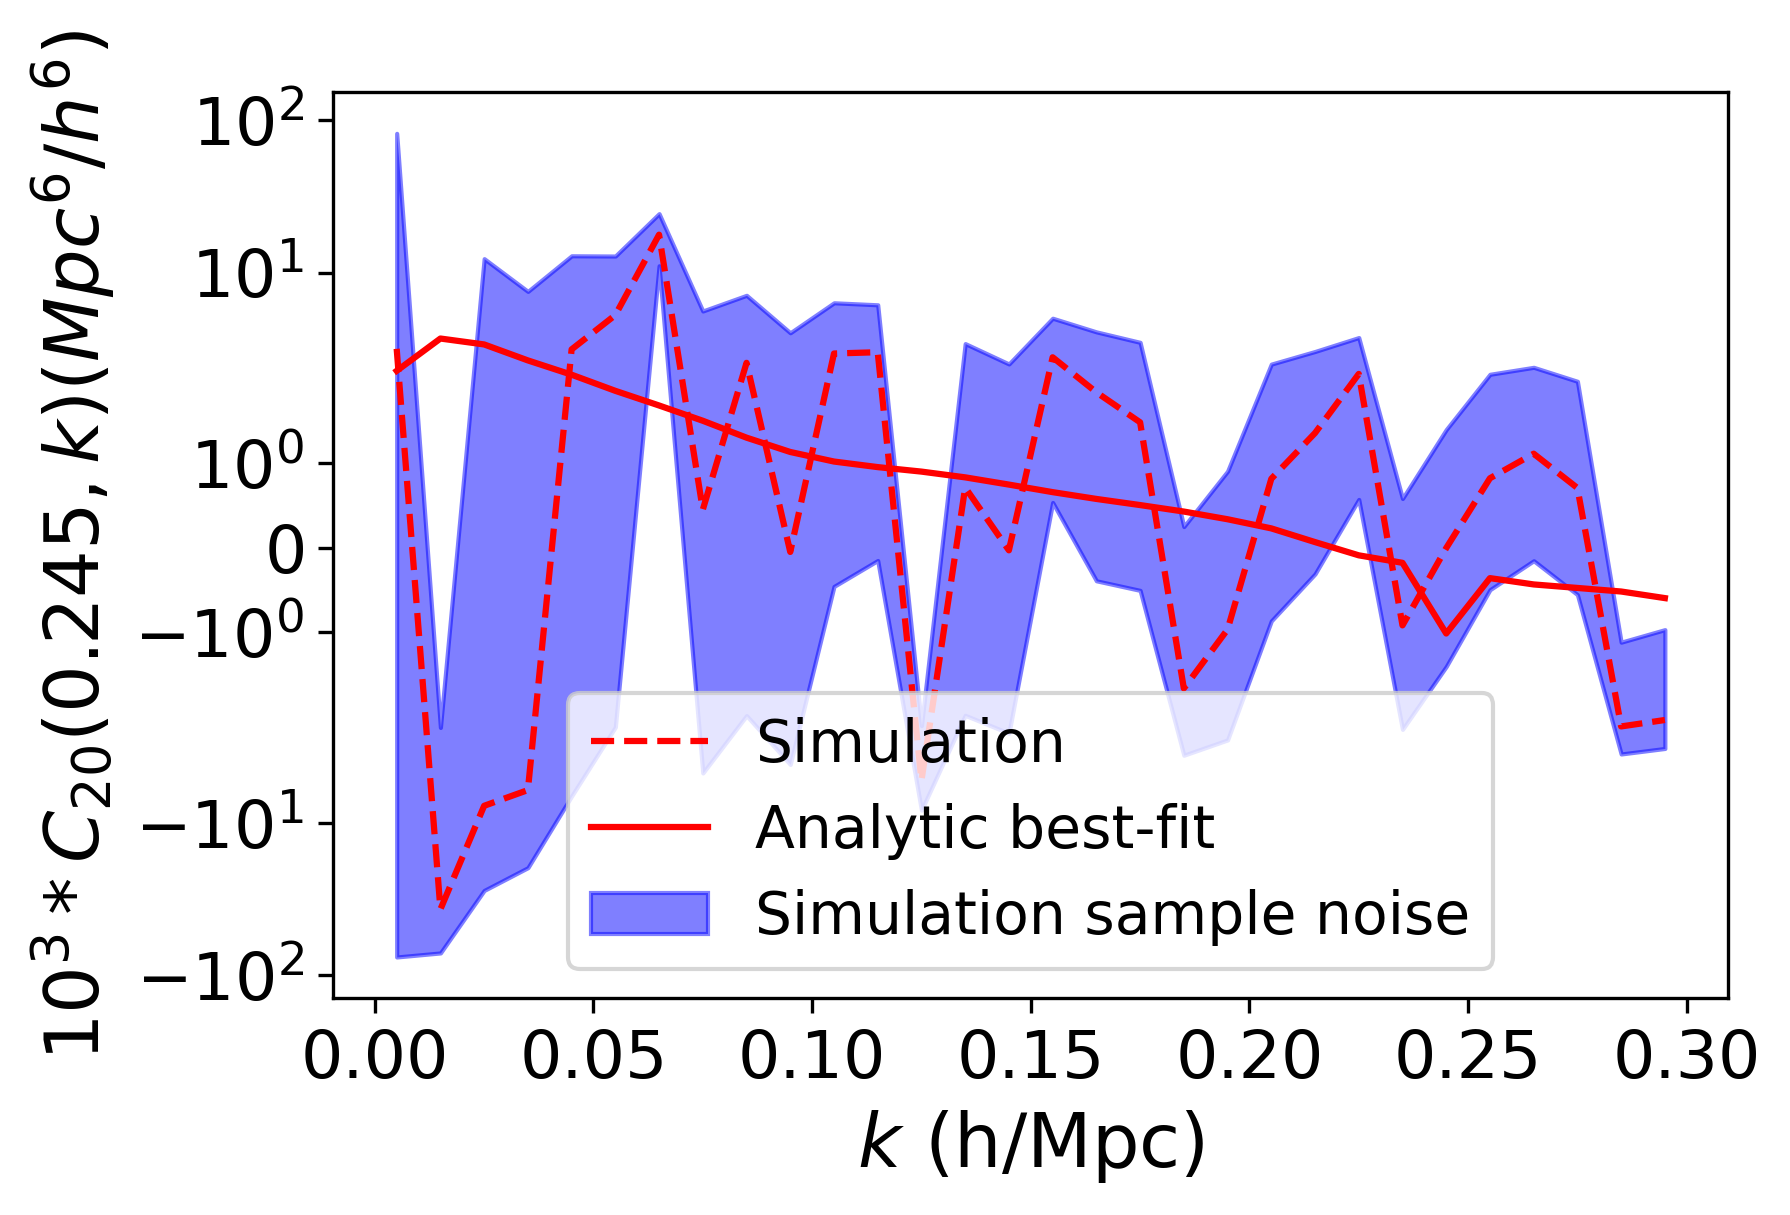 10^3 * C_20(0.245, k)(Mpc^6/h^6)
10^2
10^1
10^0
0
−10^0
−10^1
−10^2
Simulation
Analytic best-fit
Simulation sample noise
0.00 0.05 0.10 0.15 0.20 0.25 0.30
k (h/Mpc)